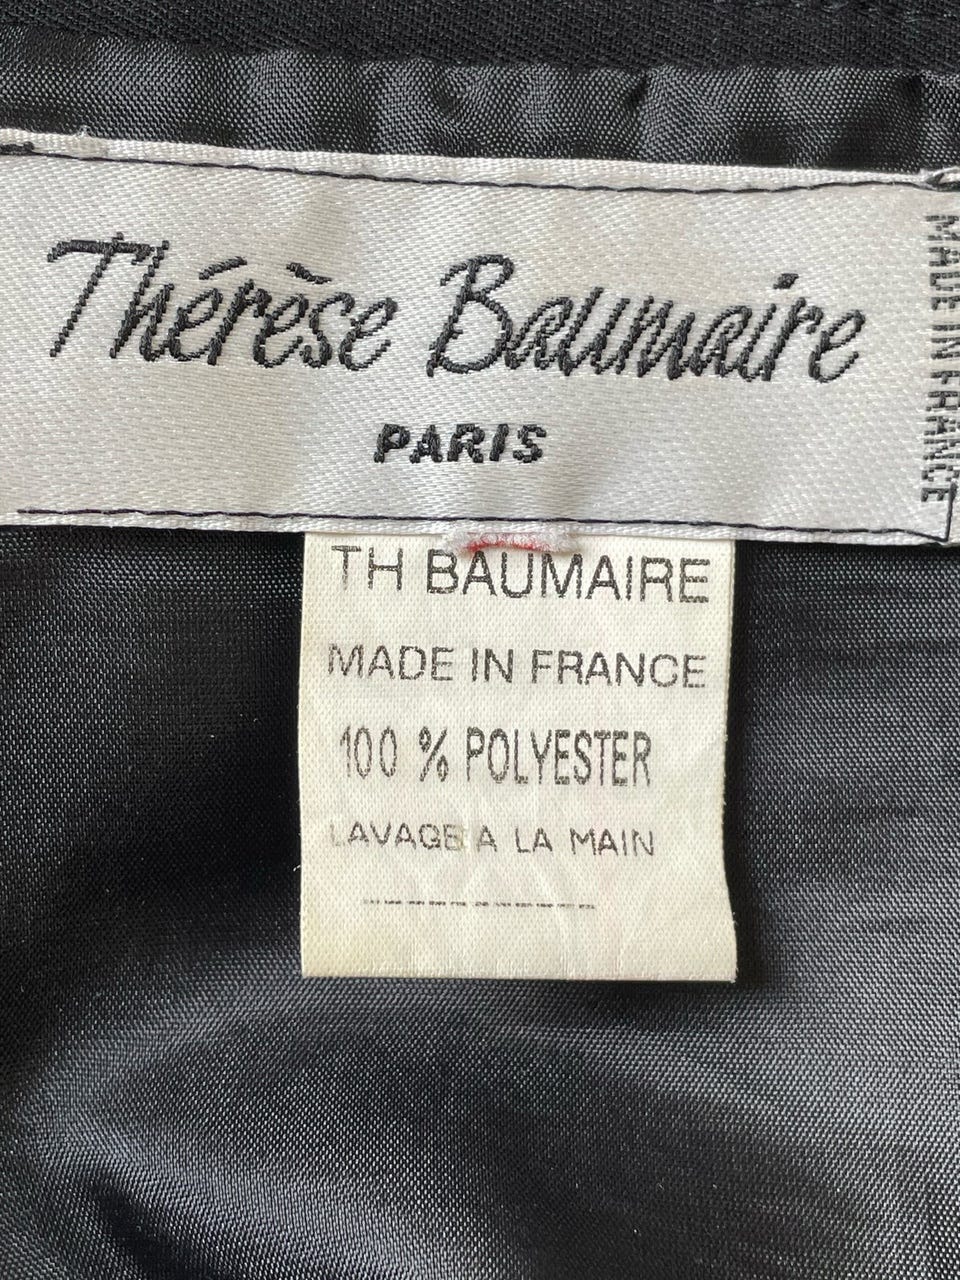 Thérèse Baumaire
PARIS
MADE IN FRANCE
TH BAUMAIRE
MADE IN FRANCE
100 % POLYESTER
LAVAGE A LA MAIN